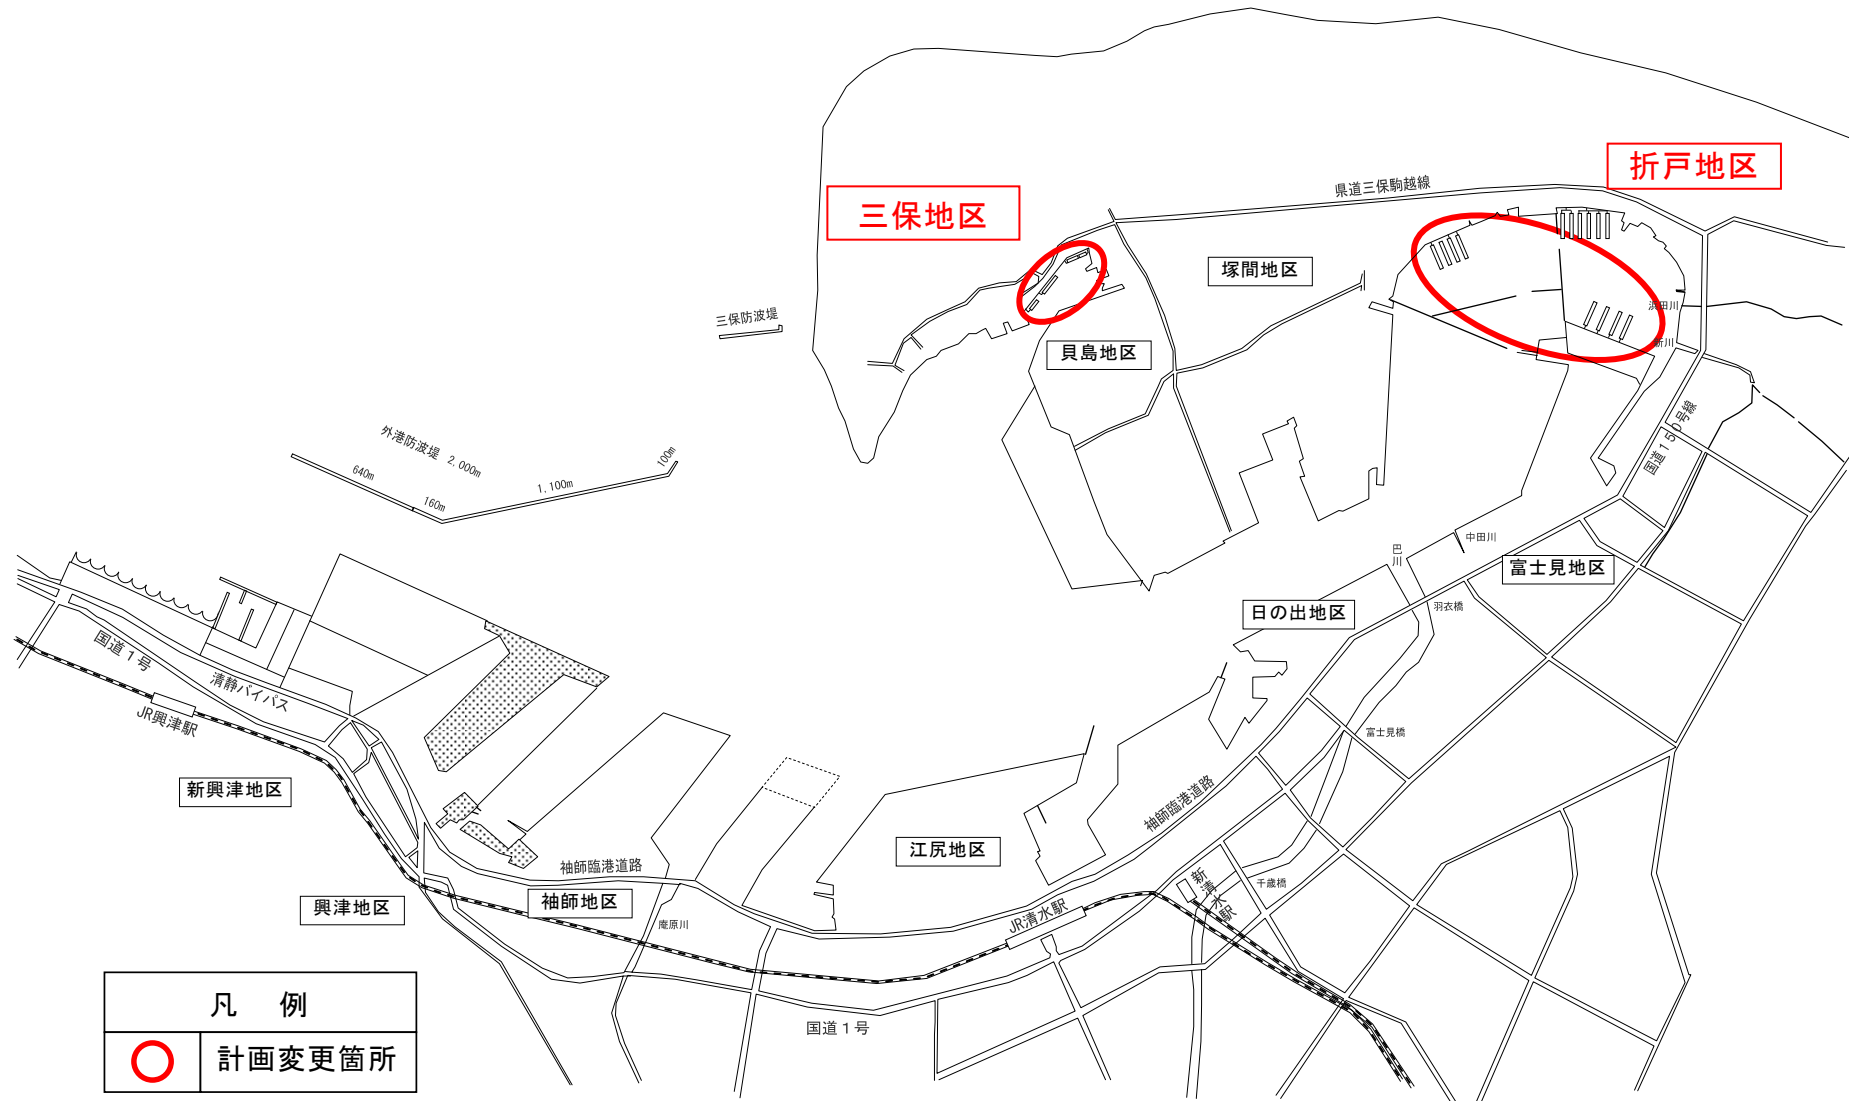 折戸地区
県道三保駒越線
三保地区
塚間地区
浜田川
三保防波堤
新川
貝島地区
国道150号線
外港防波堤 2,000m
640m
160m
1,100m
100m
巴川
中田川
富士見地区
日の出地区
羽衣橋
国道1号
清静バイパス
JR興津駅
富士見橋
新興津地区
袖師臨港道路
江尻地区
袖師臨港道路
袖師地区
興津地区
新清水駅
千歳橋
JR清水駅
庵原川
国道1号
凡 例
計画変更箇所